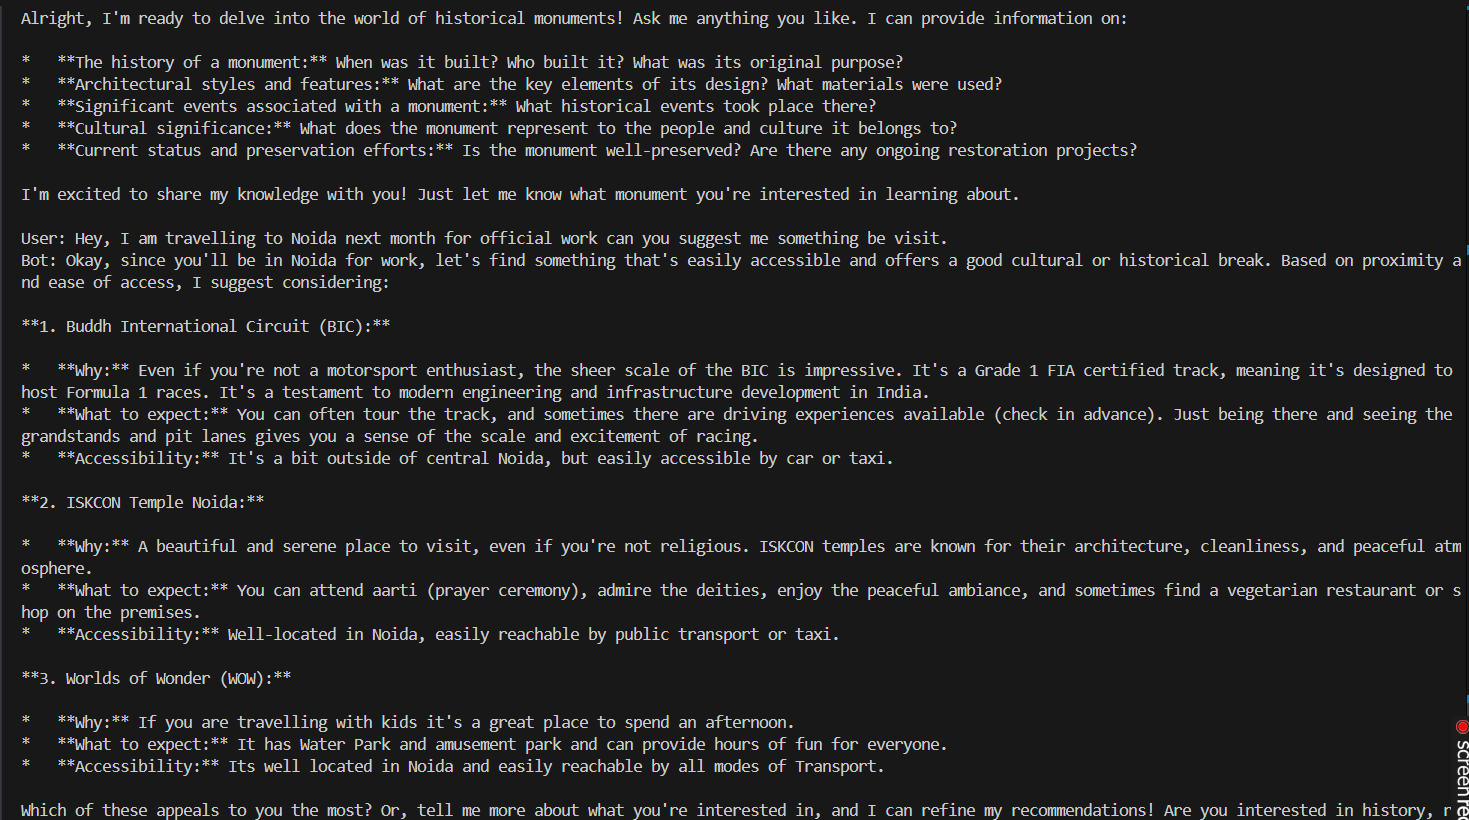 Alright, I'm ready to delve into the world of historical monuments! Ask me anything you like. I can provide information on:
*   **The history of a monument:** When was it built? Who built it? What was its original purpose?
*   **Architectural styles and features:** What are the key elements of its design? What materials were used?
*   **Significant events associated with a monument:** What historical events took place there?
*   **Cultural significance:** What does the monument represent to the people and culture it belongs to?
*   **Current status and preservation efforts:** Is the monument well-preserved? Are there any ongoing restoration projects?
I'm excited to share my knowledge with you! Just let me know what monument you're interested in learning about.
User: Hey, I am travelling to Noida next month for official work can you suggest me something be visit.
Bot: Okay, since you'll be in Noida for work, let's find something that's easily accessible and offers a good cultural or historical break. Based on proximity a
nd ease of access, I suggest considering:
**1. Buddh International Circuit (BIC):**
*   **Why:** Even if you're not a motorsport enthusiast, the sheer scale of the BIC is impressive. It's a Grade 1 FIA certified track, meaning it's designed to
host Formula 1 races. It's a testament to modern engineering and infrastructure development in India.
*   **What to expect:** You can often tour the track, and sometimes there are driving experiences available (check in advance). Just being there and seeing the
grandstands and pit lanes gives you a sense of the scale and excitement of racing.
*   **Accessibility:** It's a bit outside of central Noida, but easily accessible by car or taxi.
**2. ISKCON Temple Noida:**
*   **Why:** A beautiful and serene place to visit, even if you're not religious. ISKCON temples are known for their architecture, cleanliness, and peaceful atm
osphere.
*   **What to expect:** You can attend aarti (prayer ceremony), admire the deities, enjoy the peaceful ambiance, and sometimes find a vegetarian restaurant or s
hop on the premises.
*   **Accessibility:** Well-located in Noida, easily reachable by public transport or taxi.
**3. Worlds of Wonder (WOW):**
*   **Why:** If you are travelling with kids it's a great place to spend an afternoon.
*   **What to expect:** It has Water Park and amusement park and can provide hours of fun for everyone.
*   **Accessibility:** Its well located in Noida and easily reachable by all modes of Transport.
Which of these appeals to you the most? Or, tell me more about what you're interested in, and I can refine my recommendations! Are you interested in history,
screen